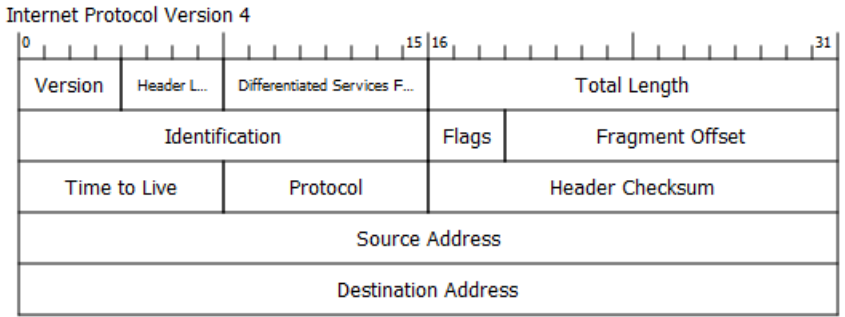 Internet Protocol Version 4
0 15 16 31
Version Header L... Differentiated Services F... Total Length
Identification Flags Fragment Offset
Time to Live Protocol Header Checksum
Source Address
Destination Address